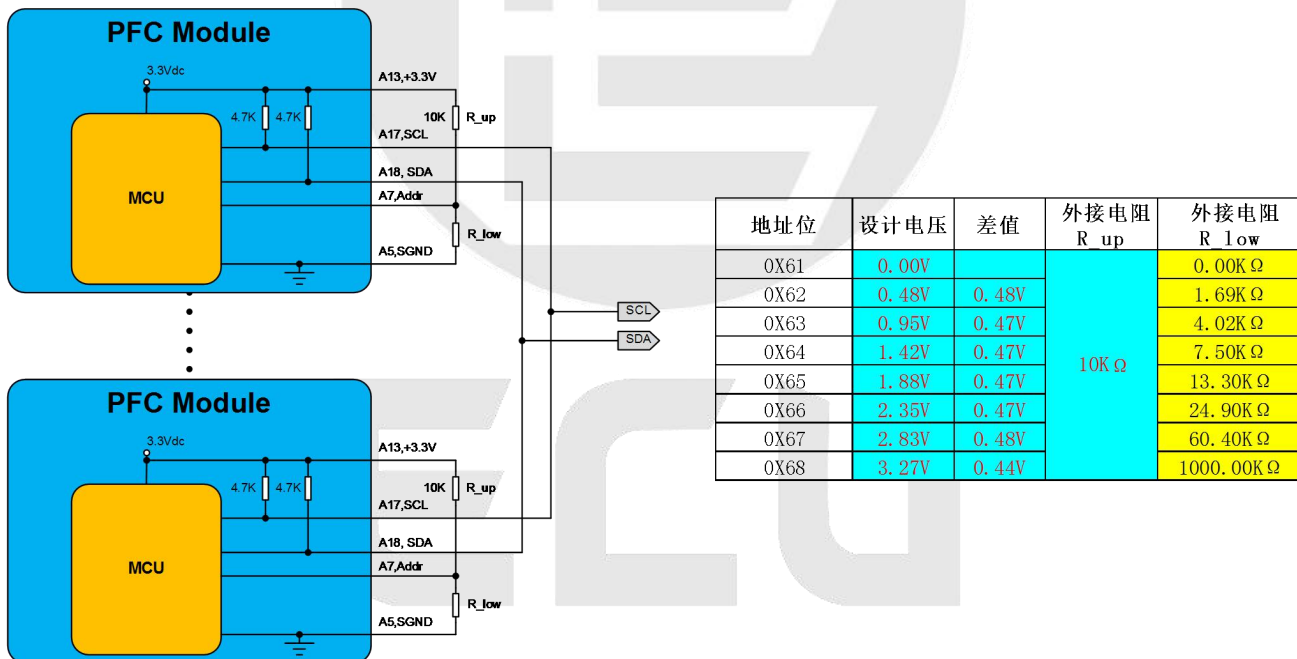 PFC Module
3.3Vdc
A13,+3.3V
4.7K 4.7K
10K R_up
A17,SCL
A18, SDA
MCU
A7,Addr
R_low
A5,SGND
SCL
SDA
PFC Module
3.3Vdc
A13,+3.3V
4.7K 4.7K
10K R_up
A17,SCL
A18, SDA
MCU
A7,Addr
R_low
A5,SGND
地址位 设计电压 差值 外接电阻 R_up 外接电阻 R_low
0X61 0.00V 0.00KΩ
0X62 0.48V 0.48V 1.69KΩ
0X63 0.95V 0.47V 4.02KΩ
0X64 1.42V 0.47V 7.50KΩ
10KΩ
0X65 1.88V 0.47V 13.30KΩ
0X66 2.35V 0.47V 24.90KΩ
0X67 2.83V 0.48V 60.40KΩ
0X68 3.27V 0.44V 1000.00KΩ